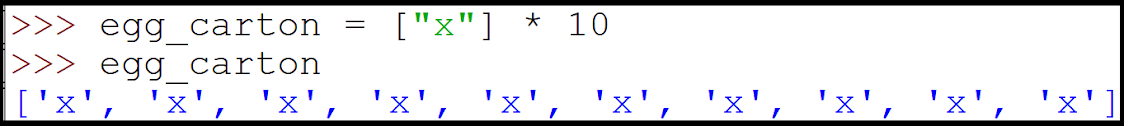 >>> egg_carton = ["x"] * 10
>>> egg_carton
['x', 'x', 'x', 'x', 'x', 'x', 'x', 'x', 'x', 'x']